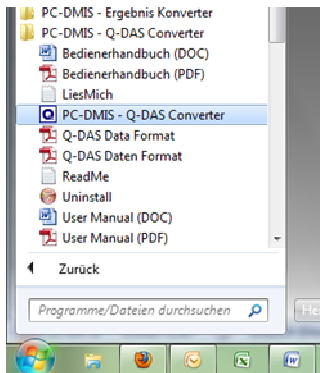 PC-DMIS - Ergebnis Konverter
PC-DMIS - Q-DAS Converter
Bedienerhandbuch (DOC)
Bedienerhandbuch (PDF)
LiesMich
PC-DMIS - Q-DAS Converter
Q-DAS Data Format
Q-DAS Daten Format
ReadMe
Uninstall
User Manual (DOC)
User Manual (PDF)
Zurück
Programme/Dateien durchsuchen